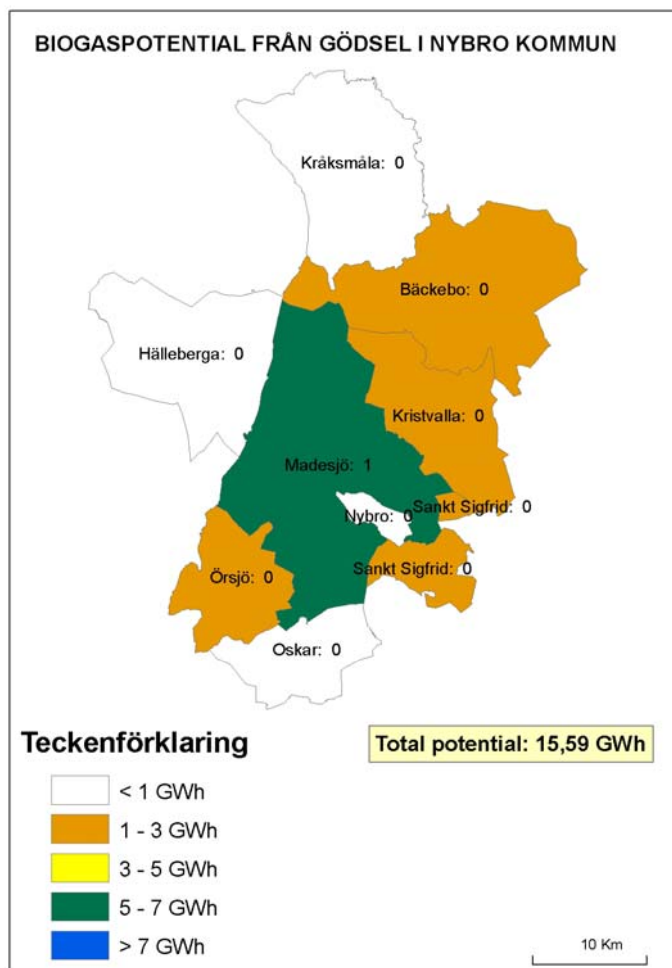 BIOGASPOTENTIAL FRÅN GÖDSEL I NYBRO KOMMUN
Kråksmåla: 0
Bäckebo: 0
Hälleberga: 0
Kristvalla: 0
Madesjö: 1
Sankt Sigfrid: 0
Nybro: 0
Sankt Sigfrid: 0
Örsjö: 0
Oskar: 0
Teckenförklaring
Total potential: 15,59 GWh
< 1 GWh
1 - 3 GWh
3 - 5 GWh
5 - 7 GWh
> 7 GWh
10 Km